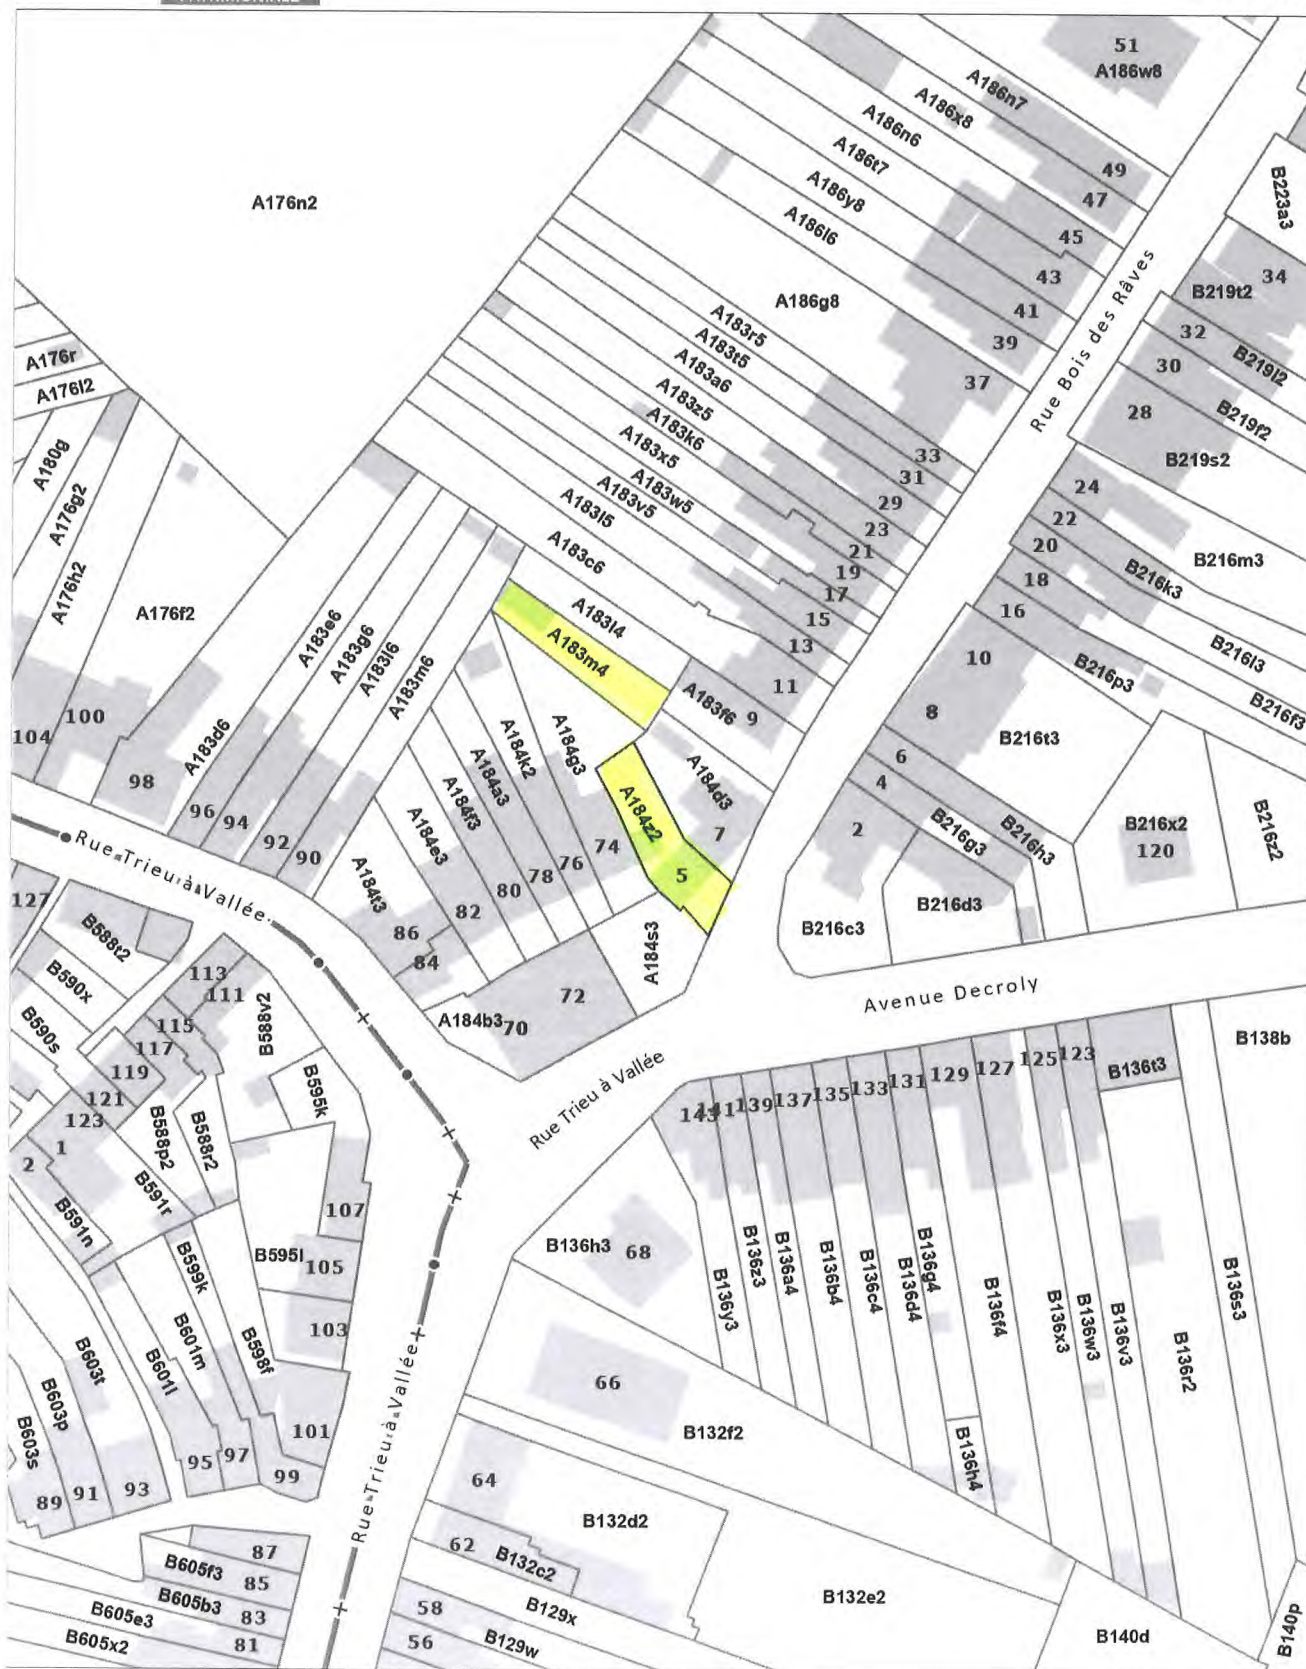 51
A186w8
A186n7
A186x8
A186n6
A186t7
A186y8
A186l6
A186g8
A176n2
49
47
45
43
41
39
37
B223a3
34
B219t2
32
B219l2
30
B219f2
28
B219s2
Rue Bois des Râves
A176r
A176l2
A180g
A176g2
A176h2
A176f2
A183r5
A183t5
A183a6
A183z5
A183k6
A183x5
A183w5
A183v5
A183l5
A183c6
33
31
29
23
21
19
17
15
13
11
9
24
22
20
18
16
B216m3
B216k3
B216l3
B216f3
B216p3
10
8
6
4
2
B216t3
B216h3
B216g3
B216d3
B216c3
B216x2
120
B216z2
A183e6
A183g6
A183l6
A183m6
A183d6
A183l4
A183m4
A183f6
A184d3
7
A184z2
5
A184g3
A184k2
A184a3
A184f3
A184e3
A184t3
104
100
98
96
94
92
90
86
84
82
80
78
76
74
72
70
A184b3
A184s3
Rue Trieu à Vallée
Avenue Decroly
Rue Trieu à Vallée
127
B588t2
B590x
B590s
113
111
115
117
119
121
123
1
2
B588v2
B595k
B588p2
B588r2
B591r
B591n
107
B595l
105
103
B599k
B601m
B598f
B601l
101
99
97
95
B603t
B603p
B603s
93
91
89
Rue Trieu à Vallée
143
141
139
137
135
133
131
129
127
125
123
B136t3
B138b
B136h3
68
B136y3
B136z3
B136a4
B136b4
B136c4
B136d4
B136g4
B136f4
B136x3
B136w3
B136v3
B136r2
B136s3
B136h4
66
B132f2
64
B132d2
62
B132c2
B132e2
B129x
58
56
B129w
B140d
B140p
87
B605f3
85
B605b3
83
B605e3
81
B605x2